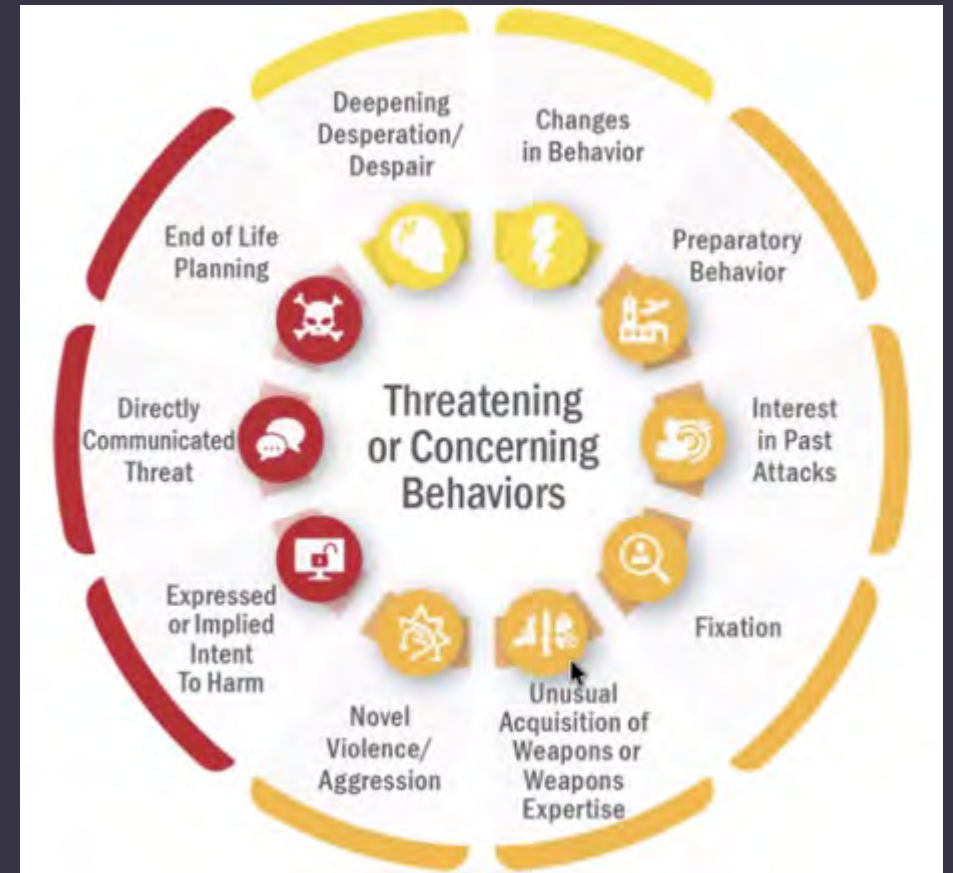 Deepening
Desperation/
Despair
Changes
in Behavior
Preparatory
Behavior
Interest
in Past
Attacks
Fixation
Unusual
Acquisition of
Weapons or
Weapons
Expertise
Novel
Violence/
Aggression
Expressed
or Implied
Intent
To Harm
Directly
Communicated
Threat
End of Life
Planning
Threatening
or Concerning
Behaviors